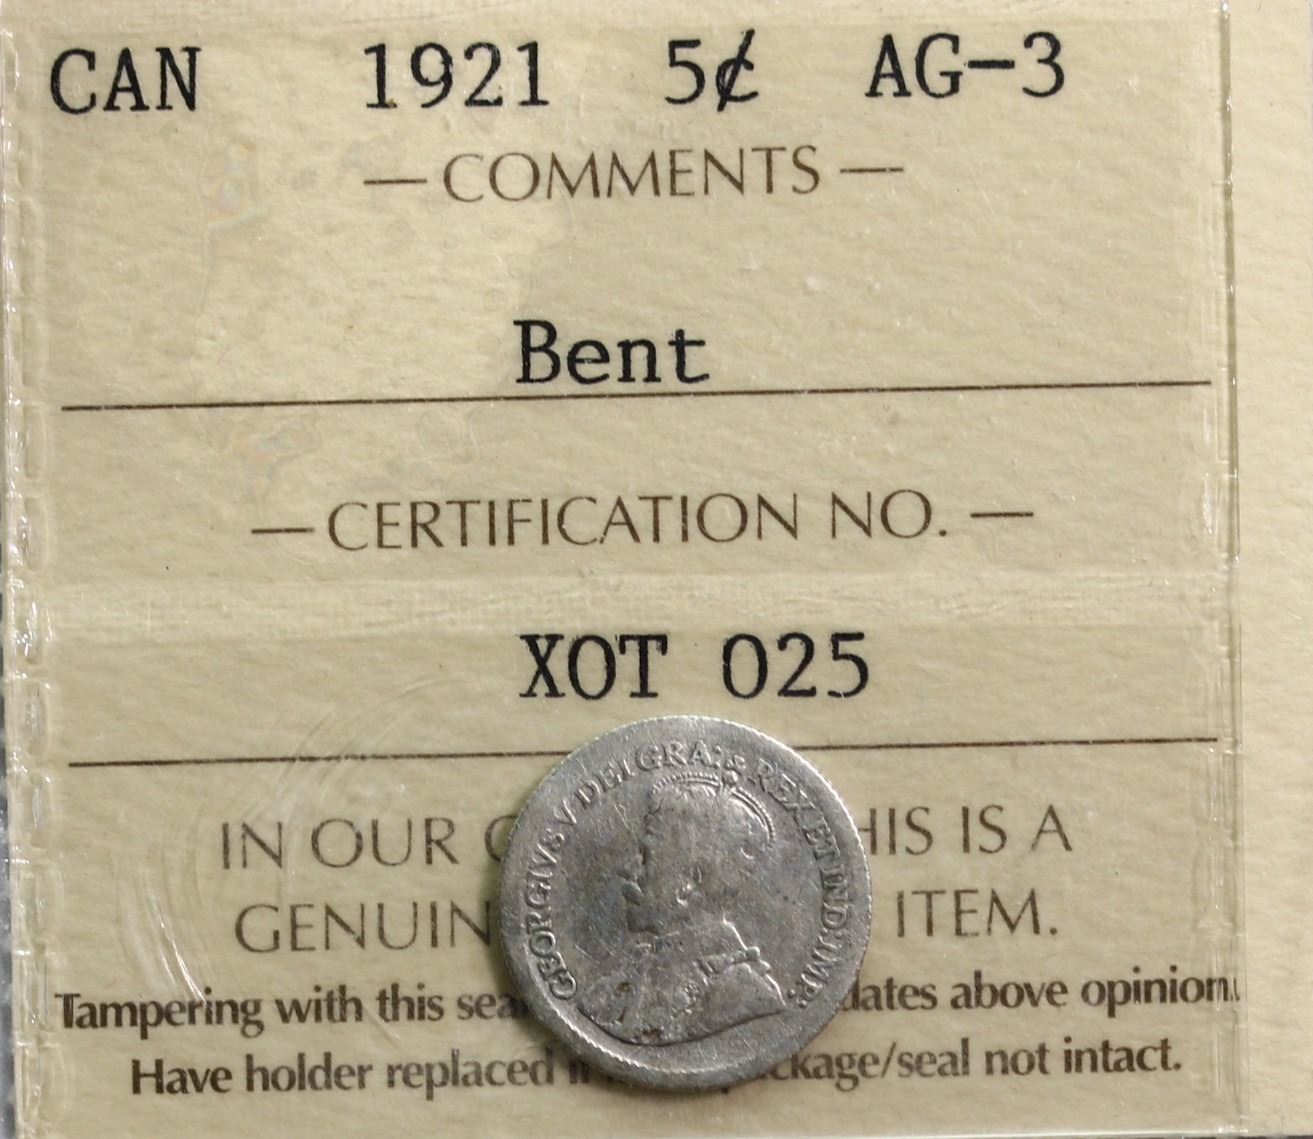 CAN 1921 5¢ AG-3
— COMMENTS —
Bent
— CERTIFICATION NO. —
XOT 025
GEORGIVS V DEI GRA: REX ET IND: IMP:
IN OUR HIS IS A
GENUIN ITEM.
Tampering with this sea dates above opinion.
Have holder replaced ckage/seal not intact.